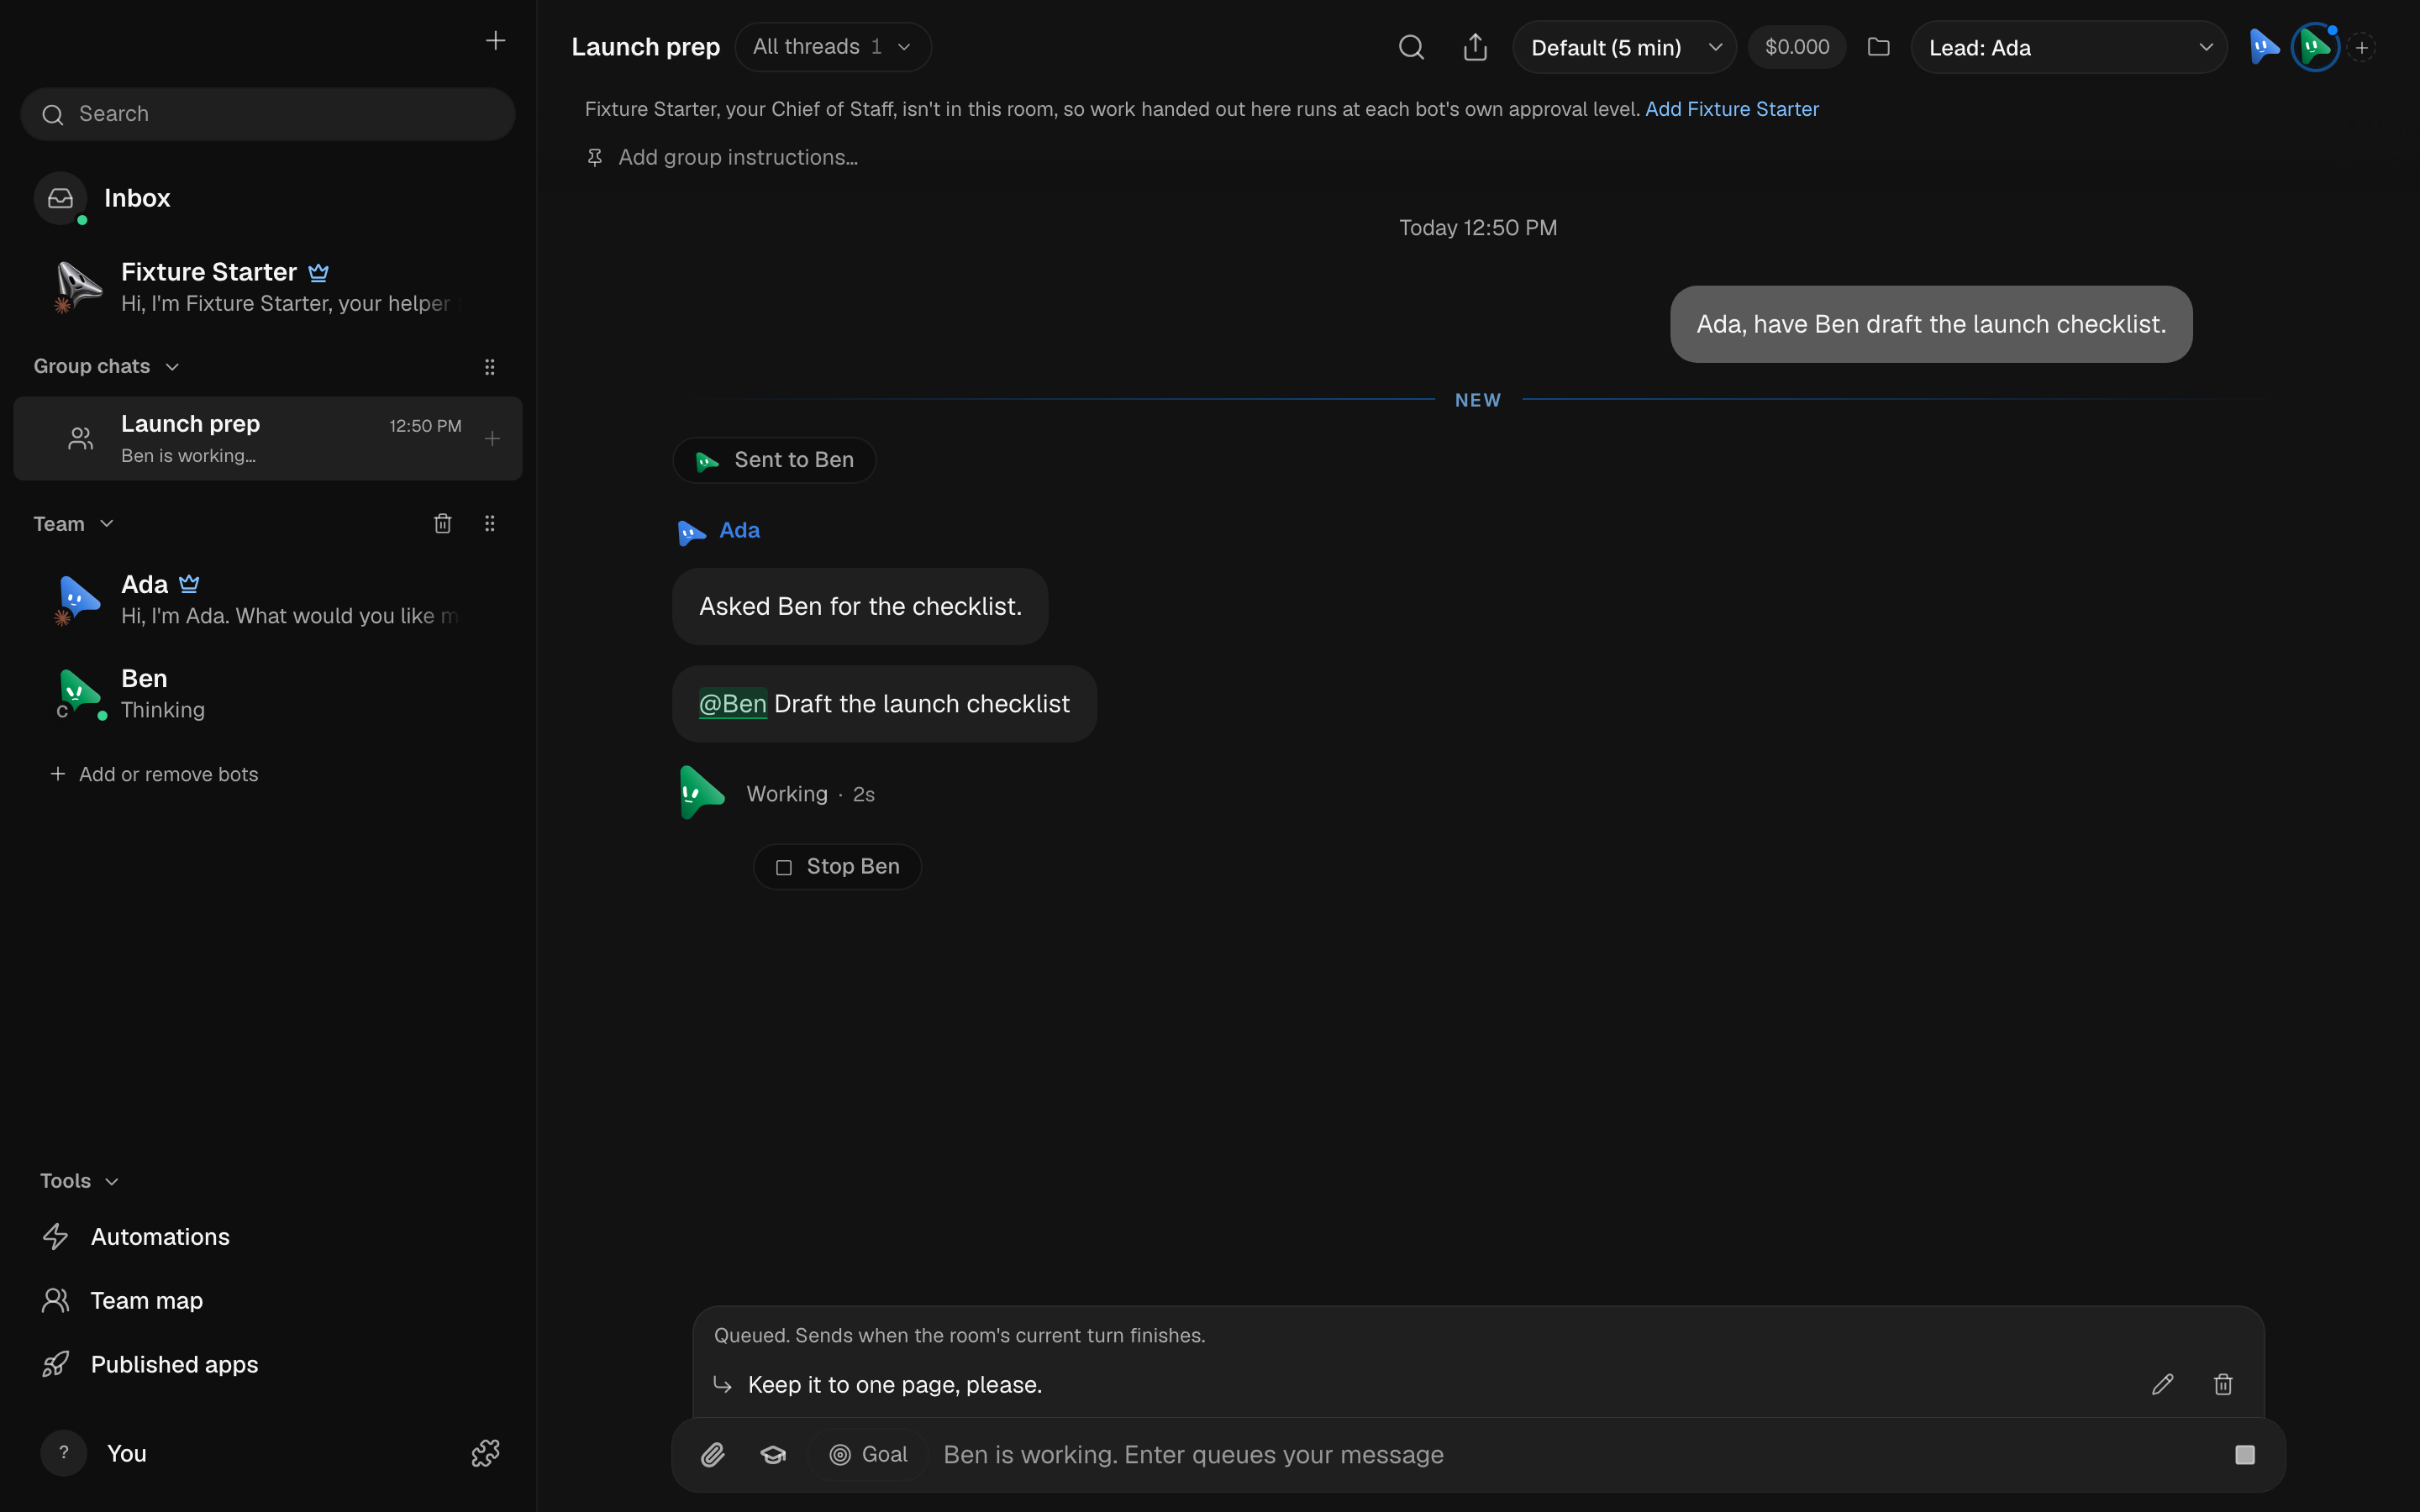 Search
Inbox
Fixture Starter
Hi, I'm Fixture Starter, your helper
Group chats
Launch prep
12:50 PM
Ben is working...
Team
Ada
Hi, I'm Ada. What would you like m
Ben
C
Thinking
Add or remove bots
Tools
Automations
Team map
Published apps
?
You
Launch prep
All threads 1
Default (5 min)
$0.000
Lead: Ada
Fixture Starter, your Chief of Staff, isn't in this room, so work handed out here runs at each bot's own approval level. Add Fixture Starter
Add group instructions...
Today 12:50 PM
Ada, have Ben draft the launch checklist.
NEW
Sent to Ben
Ada
Asked Ben for the checklist.
@Ben Draft the launch checklist
Working · 2s
Stop Ben
Queued. Sends when the room's current turn finishes.
Keep it to one page, please.
Goal
Ben is working. Enter queues your message